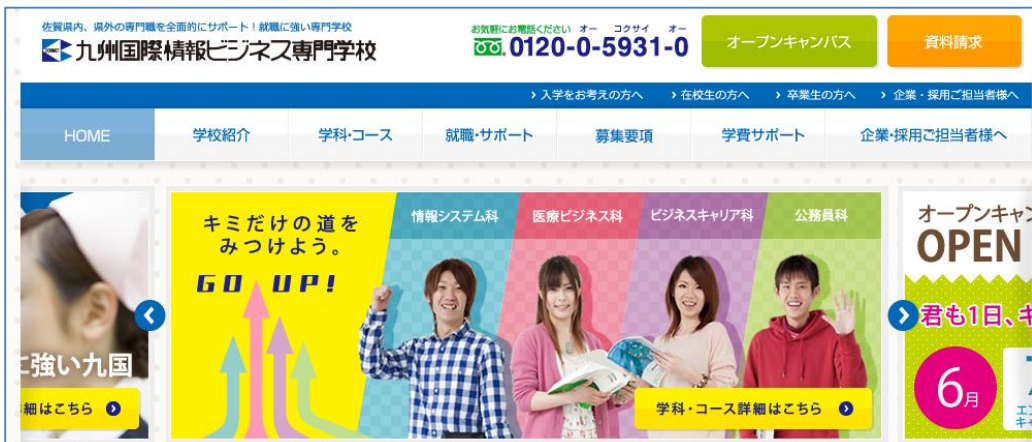 佐賀県内、県外の専門職を全面的にサポート！就職に強い専門学校
九州国際情報ビジネス専門学校
お気軽にお電話ください オー コクサイ オー
0120-0-5931-0
オープンキャンパス
資料請求
› 入学をお考えの方へ › 在校生の方へ › 卒業生の方へ › 企業・採用ご担当者様へ
HOME 学校紹介 学科・コース 就職・サポート 募集要項 学費サポート 企業・採用ご担当者様へ
に強い九国
細はこちら
キミだけの道を
みつけよう。
GO UP!
情報システム科 医療ビジネス科 ビジネスキャリア科 公務員科
学科・コース詳細はこちら
オープンキャン
OPEN
君も1日、キ
6月